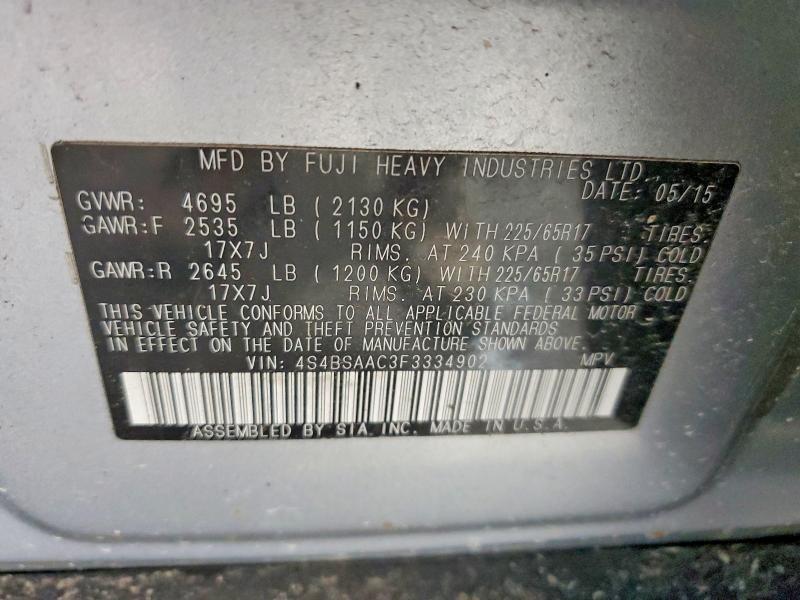 MFD BY FUJI HEAVY INDUSTRIES LTD.
DATE: 05/15
GVWR: 4695 LB ( 2130 KG)
GAWR:F 2535 LB ( 1150 KG) WITH 225/65R17 TIRES.
17X7J RIMS. AT 240 KPA ( 35 PSI) COLD
GAWR:R 2645 LB ( 1200 KG) WITH 225/65R17 TIRES.
17X7J RIMS. AT 230 KPA ( 33 PSI) COLD
THIS VEHICLE CONFORMS TO ALL APPLICABLE FEDERAL MOTOR
VEHICLE SAFETY AND THEFT PREVENTION STANDARDS
IN EFFECT ON THE DATE OF MANUFACTURE SHOWN ABOVE.
VIN: 4S4BSAAC3F3334902 MPV
ASSEMBLED BY SIA, INC. MADE IN U.S.A.